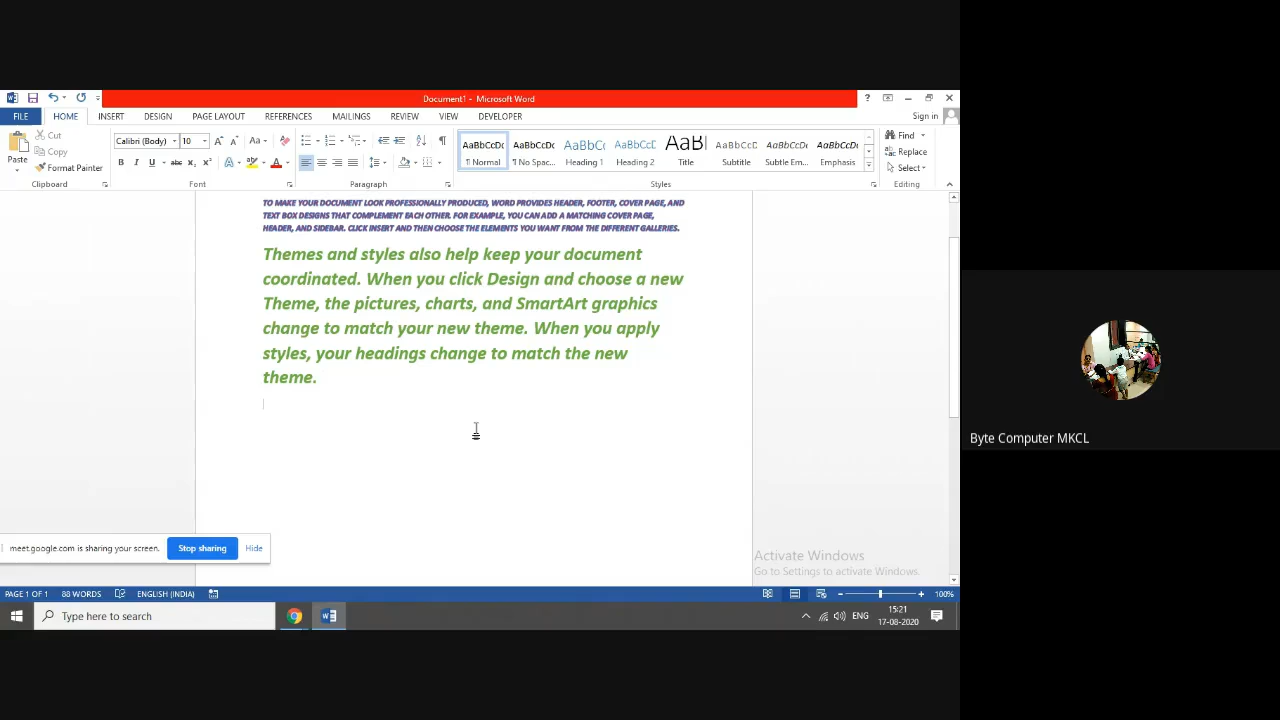 Document1 - Microsoft Word
Sign in
FILE HOME INSERT DESIGN PAGE LAYOUT REFERENCES MAILINGS REVIEW VIEW DEVELOPER
Paste
Cut
Copy
Format Painter
Clipboard
Calibri (Body) 10
Font
Paragraph
AaBbCcDc AaBbCcDc AaBbCc AaBbCcC AaB AaBbCcD AaBbCcDc AaBbCcDc
¶ Normal ¶ No Spac... Heading 1 Heading 2 Title Subtitle Subtle Em... Emphasis
Styles
Find
Replace
Select
Editing
TO MAKE YOUR DOCUMENT LOOK PROFESSIONALLY PRODUCED, WORD PROVIDES HEADER, FOOTER, COVER PAGE, AND
TEXT BOX DESIGNS THAT COMPLEMENT EACH OTHER. FOR EXAMPLE, YOU CAN ADD A MATCHING COVER PAGE,
HEADER, AND SIDEBAR. CLICK INSERT AND THEN CHOOSE THE ELEMENTS YOU WANT FROM THE DIFFERENT GALLERIES.
Themes and styles also help keep your document
coordinated. When you click Design and choose a new
Theme, the pictures, charts, and SmartArt graphics
change to match your new theme. When you apply
styles, your headings change to match the new
theme.
Byte Computer MKCL
meet.google.com is sharing your screen. Stop sharing Hide
Activate Windows
Go to Settings to activate Windows.
PAGE 1 OF 1 88 WORDS ENGLISH (INDIA) 100%
Type here to search
ENG
15:21
17-08-2020